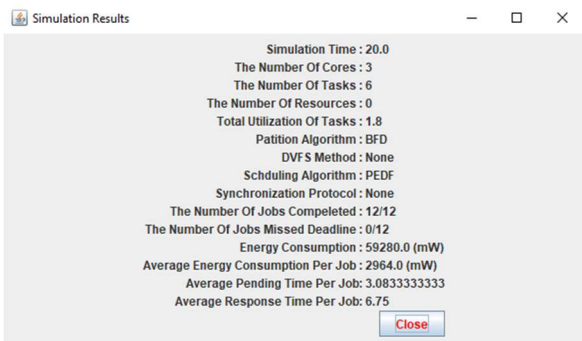 Simulation Results
Simulation Time : 20.0
The Number Of Cores : 3
The Number Of Tasks : 6
The Number Of Resources : 0
Total Utilization Of Tasks : 1.8
Patition Algorithm : BFD
DVFS Method : None
Schduling Algorithm : PEDF
Synchronization Protocol : None
The Number Of Jobs Compeleted : 12/12
The Number Of Jobs Missed Deadline : 0/12
Energy Consumption : 59280.0 (mW)
Average Energy Consumption Per Job : 2964.0 (mW)
Average Pending Time Per Job: 3.0833333333
Average Response Time Per Job: 6.75
Close